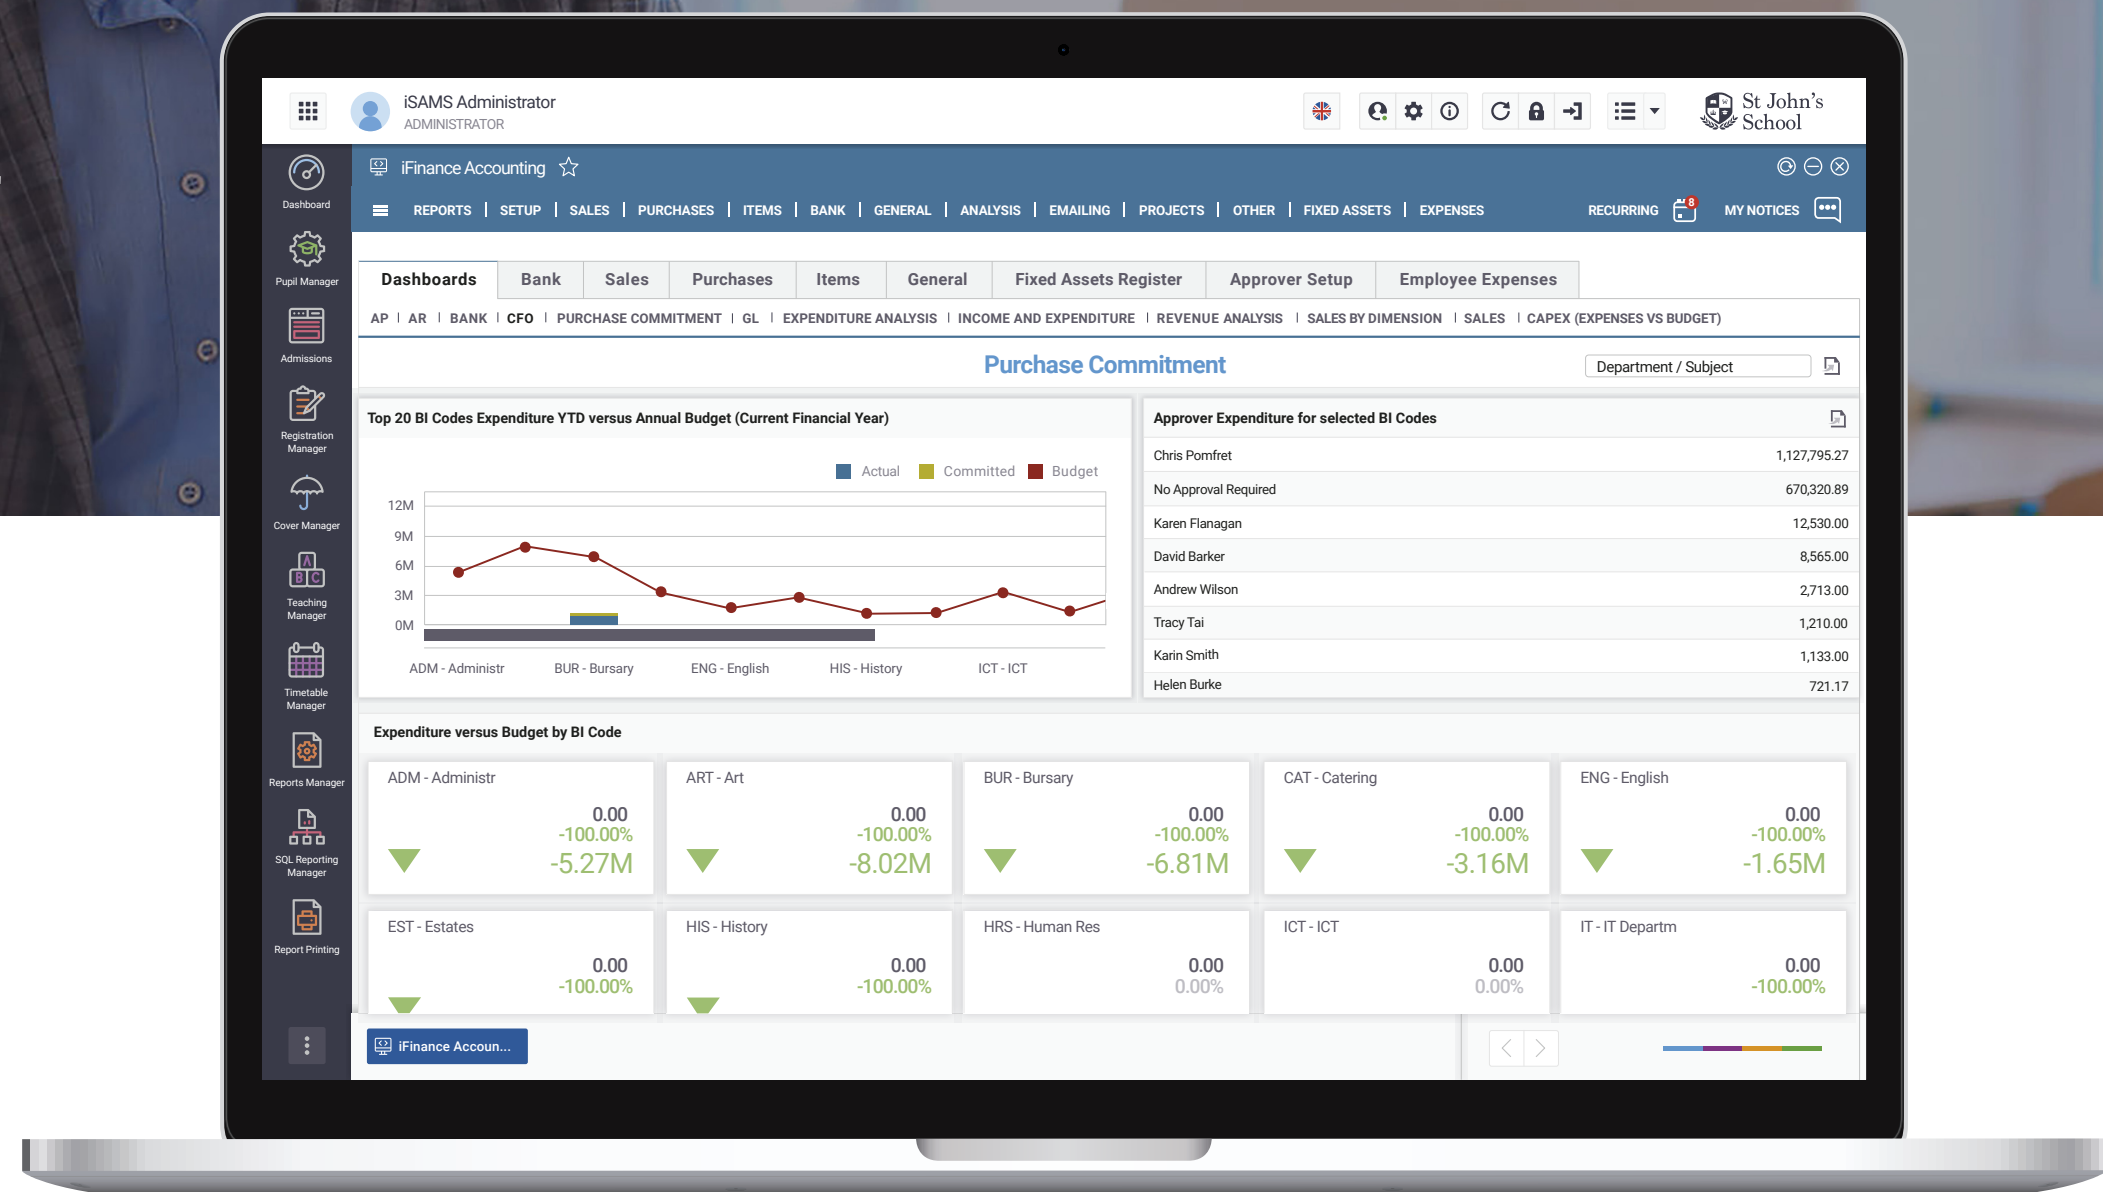 iSAMS Administrator
ADMINISTRATOR
St John's
School
iFinance Accounting
REPORTS | SETUP | SALES | PURCHASES | ITEMS | BANK | GENERAL | ANALYSIS | EMAILING | PROJECTS | OTHER | FIXED ASSETS | EXPENSES
RECURRING 8 MY NOTICES
Dashboard
Pupil Manager
Admissions
Registration
Manager
Cover Manager
A
B C
Teaching
Manager
Timetable
Manager
Reports Manager
SQL Reporting
Manager
Report Printing
Dashboards Bank Sales Purchases Items General Fixed Assets Register Approver Setup Employee Expenses
AP | AR | BANK | CFO | PURCHASE COMMITMENT | GL | EXPENDITURE ANALYSIS | INCOME AND EXPENDITURE | REVENUE ANALYSIS | SALES BY DIMENSION | SALES | CAPEX (EXPENSES VS BUDGET)
Purchase Commitment
Department / Subject
Top 20 BI Codes Expenditure YTD versus Annual Budget (Current Financial Year)
Actual Committed Budget
12M
9M
6M
3M
0M
ADM - Administr BUR - Bursary ENG - English HIS - History ICT - ICT
Approver Expenditure for selected BI Codes
Chris Pomfret 1,127,795.27
No Approval Required 670,320.89
Karen Flanagan 12,530.00
David Barker 8,565.00
Andrew Wilson 2,713.00
Tracy Tai 1,210.00
Karin Smith 1,133.00
Helen Burke 721.17
Expenditure versus Budget by BI Code
ADM - Administr ART - Art BUR - Bursary CAT - Catering ENG - English
0.00 0.00 0.00 0.00 0.00
-100.00% -100.00% -100.00% -100.00% -100.00%
-5.27M -8.02M -6.81M -3.16M -1.65M
EST - Estates HIS - History HRS - Human Res ICT - ICT IT - IT Departm
0.00 0.00 0.00 0.00 0.00
-100.00% -100.00% 0.00% 0.00% -100.00%
iFinance Accoun...